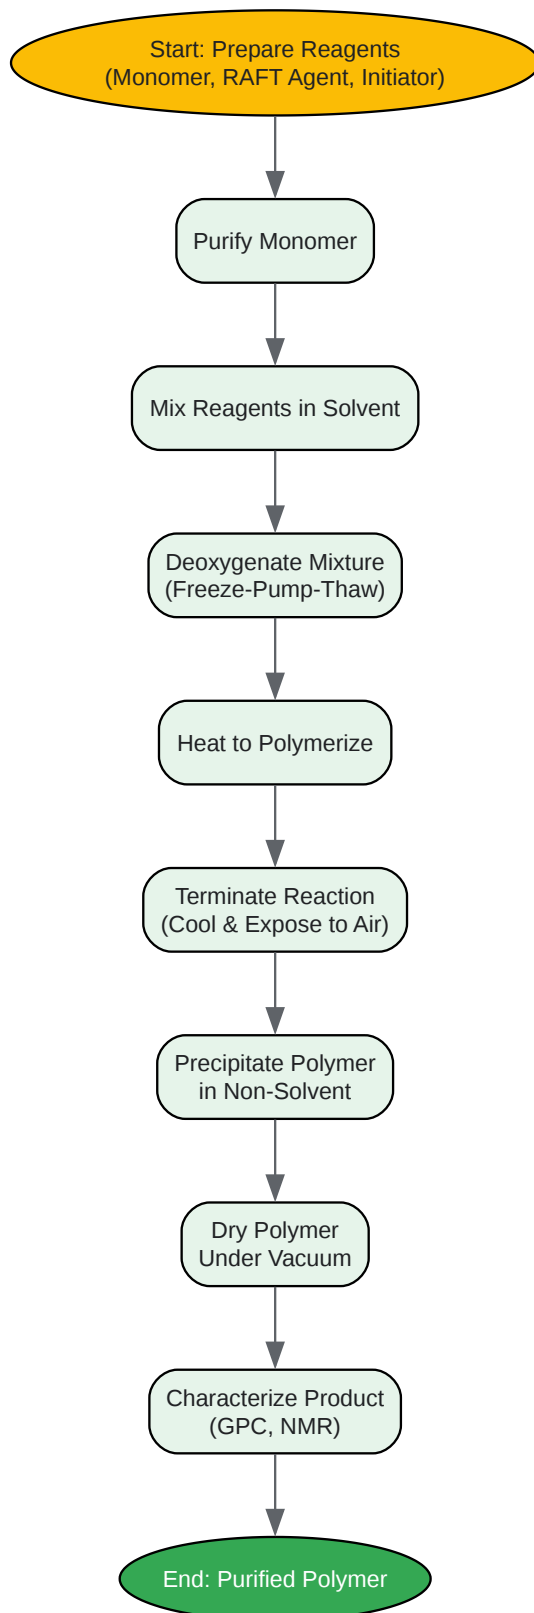 Start: Prepare Reagents
(Monomer, RAFT Agent, Initiator)
Purify Monomer
Mix Reagents in Solvent
Deoxygenate Mixture
(Freeze-Pump-Thaw)
Heat to Polymerize
Terminate Reaction
(Cool & Expose to Air)
Precipitate Polymer
in Non-Solvent
Dry Polymer
Under Vacuum
Characterize Product
(GPC, NMR)
End: Purified Polymer